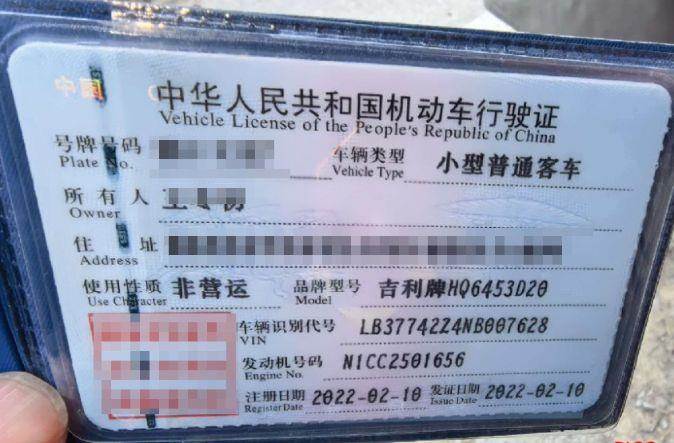 中国
中华人民共和国机动车行驶证
Vehicle License of the People's Republic of China
号牌号码
Plate No.
车辆类型 小型普通客车
Vehicle Type
所有人
Owner
住址
Address
使用性质 非营运 品牌型号 吉利牌HQ6453D20
Use Character Model
车辆识别代号 LB37742Z4NB007628
VIN
发动机号码 N1CC2501656
Engine No.
注册日期 2022-02-10 发证日期 2022-02-10
Register Date Issue Date